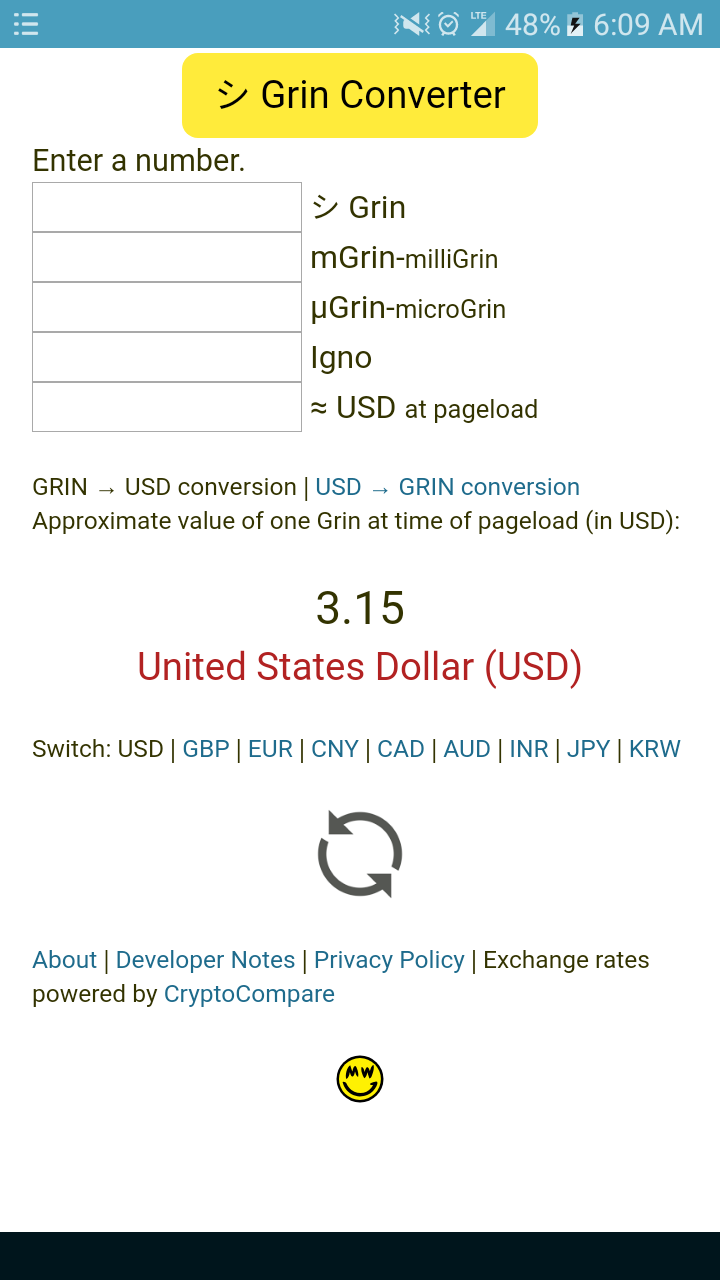 LTE 48% 6:09 AM
シ Grin Converter
Enter a number.
シ Grin
mGrin-milliGrin
μGrin-microGrin
Igno
≈ USD at pageload
GRIN → USD conversion | USD → GRIN conversion
Approximate value of one Grin at time of pageload (in USD):
3.15
United States Dollar (USD)
Switch: USD | GBP | EUR | CNY | CAD | AUD | INR | JPY | KRW
About | Developer Notes | Privacy Policy | Exchange rates
powered by CryptoCompare
MW